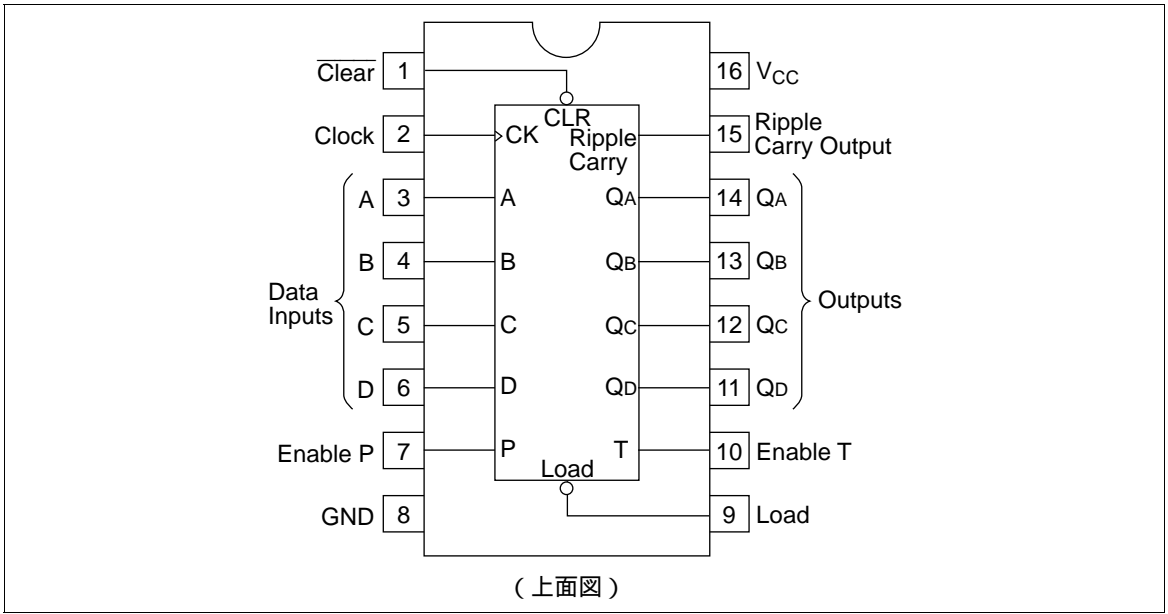 Clear 1
Clock 2
A 3
B 4
C 5
D 6
Data
Inputs
Enable P 7
GND 8
CLR
CK
Ripple
Carry
A QA
B QB
C QC
D QD
P T
Load
16 VCC
15 Ripple
Carry Output
14 QA
13 QB
12 QC
11 QD
Outputs
10 Enable T
9 Load
(上面図)